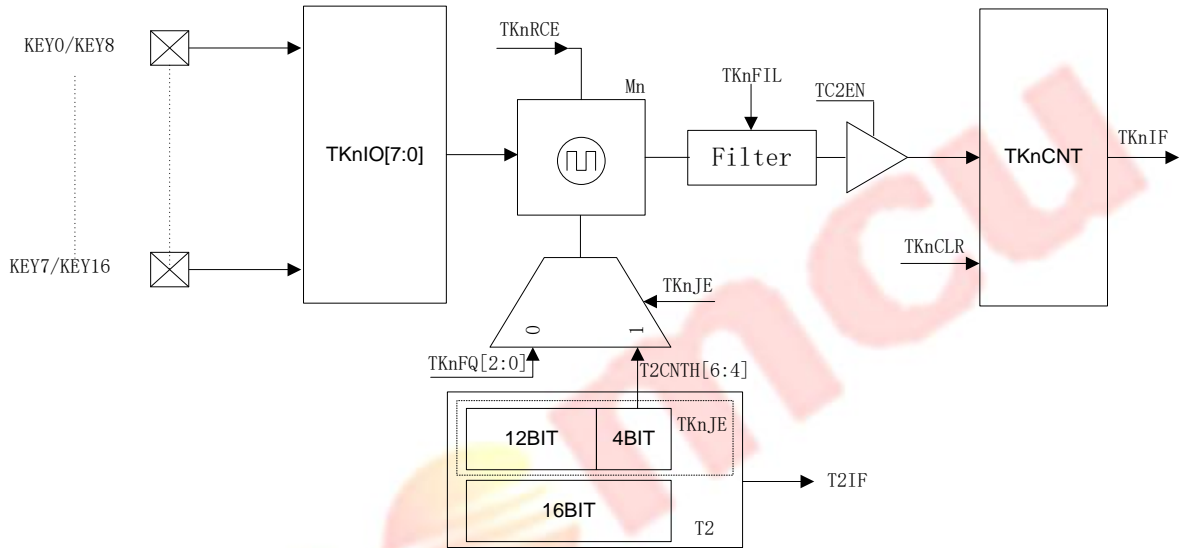 KEY0/KEY8
KEY7/KEY16
TKnIO[7:0]
TKnRCE
Mn
TKnFIL
Filter
TC2EN
TKnCNT
TKnIF
TKnCLR
TKnJE
0
1
TKnFQ[2:0]
T2CNTH[6:4]
12BIT
4BIT
TKnJE
16BIT
T2
T2IF
mcu